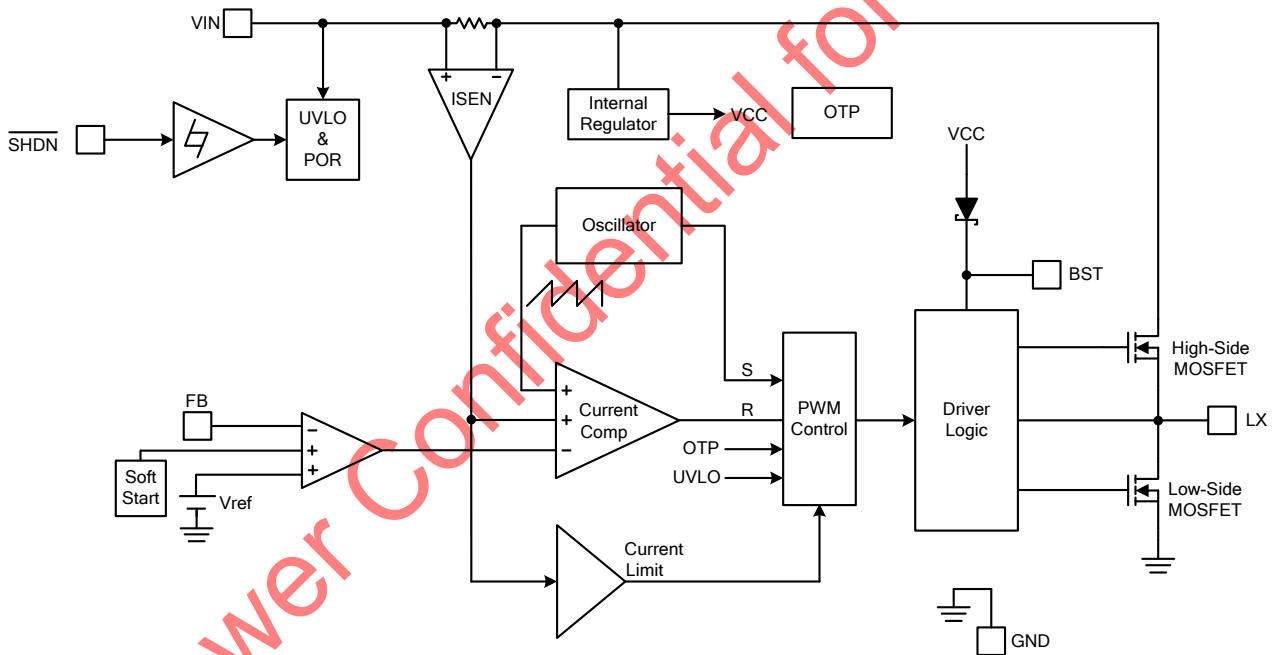 VIN
ISEN
UVLO
&
POR
SHDN
Internal
Regulator
VCC
OTP
VCC
Oscillator
BST
High-Side
MOSFET
S
R
PWM
Control
Driver
Logic
LX
FB
Current
Comp
OTP
UVLO
Soft
Start
Vref
Low-Side
MOSFET
Current
Limit
GND
wer Confidential for
+
−
+
+
−
−
+
+